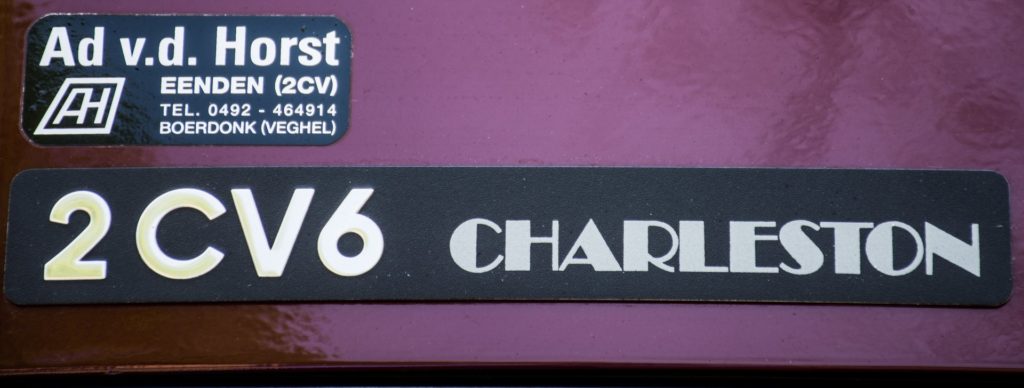 Ad v.d. Horst
AH
EENDEN (2CV)
TEL. 0492 - 464914
BOERDONK (VEGHEL)
2CV6 CHARLESTON